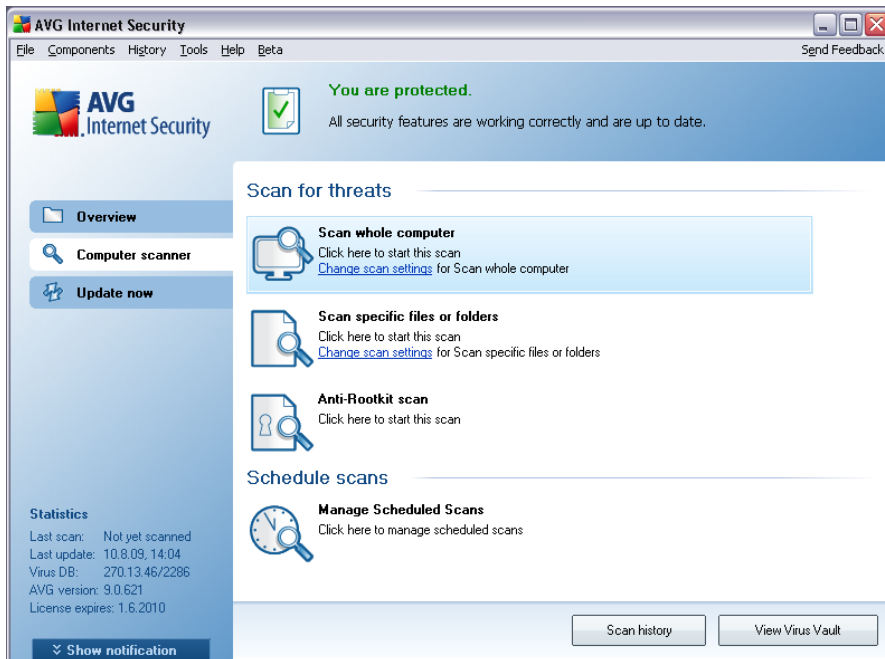 AVG Internet Security
File Components History Tools Help Beta
Send Feedback
AVG
Internet Security
You are protected.
All security features are working correctly and are up to date.
Overview
Computer scanner
Update now
Scan for threats
Scan whole computer
Click here to start this scan
Change scan settings for Scan whole computer
Scan specific files or folders
Click here to start this scan
Change scan settings for Scan specific files or folders
Anti-Rootkit scan
Click here to start this scan
Schedule scans
Manage Scheduled Scans
Click here to manage scheduled scans
Statistics
Last scan: Not yet scanned
Last update: 10.8.09, 14:04
Virus DB: 270.13.46/2286
AVG version: 9.0.621
License expires: 1.6.2010
Show notification
Scan history
View Virus Vault